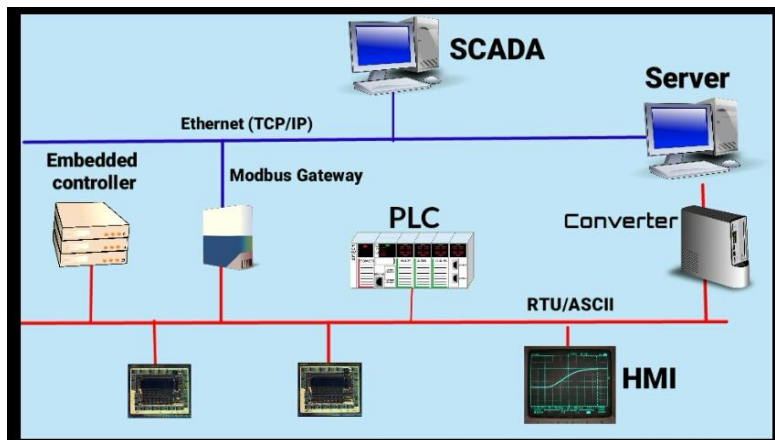 SCADA
Server
Ethernet (TCP/IP)
Embedded
controller
Modbus Gateway
PLC
Converter
RTU/ASCII
HMI